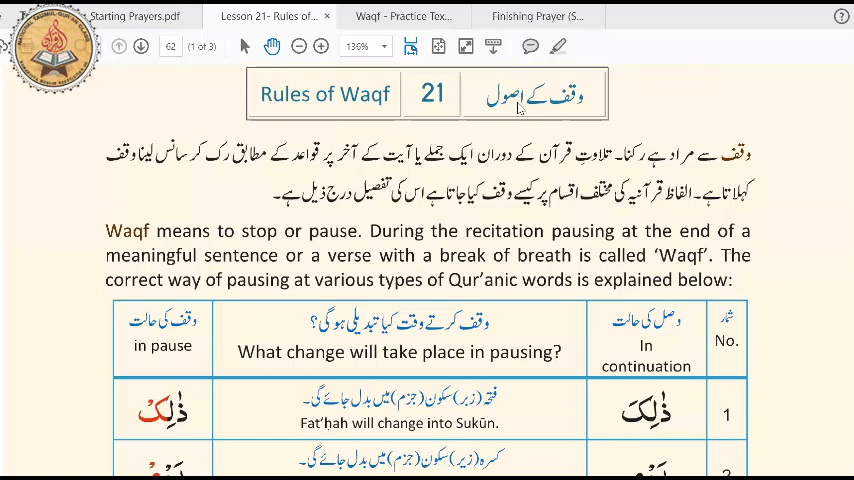 Starting Prayers.pdf
Lesson 21- Rules of...
Waqf - Practice Tex...
Finishing Prayer (S...
62 (1 of 3)
136%
Rules of Waqf 21 وقف کے اصول
وقف سے مراد ہے رکنا۔ تلاوتِ قرآن کے دوران ایک جملے یا آیت کے آخر پر قواعد کے مطابق رک کر سانس لینا وقف
کہلاتا ہے۔ الفاظ قرآنیہ کی مختلف اقسام پر کیسے وقف کیا جاتا ہے اس کی تفصیل درج ذیل ہے۔
Waqf means to stop or pause. During the recitation pausing at the end of a
meaningful sentence or a verse with a break of breath is called ‘Waqf’. The
correct way of pausing at various types of Qur’anic words is explained below:
وقف کی حالت
in pause
وقف کرتے وقت کیا تبدیلی ہو گی؟
What change will take place in pausing?
وصل کی حالت
In
continuation
شمار
No.
ذٰلِكْ
فتحہ (زبر) سکون (جزم) میں بدل جائے گی۔
Fat’ḥah will change into Sukūn.
ذٰلِكَ
1
کسرہ (زیر) سکون (جزم) میں بدل جائے گی۔
2